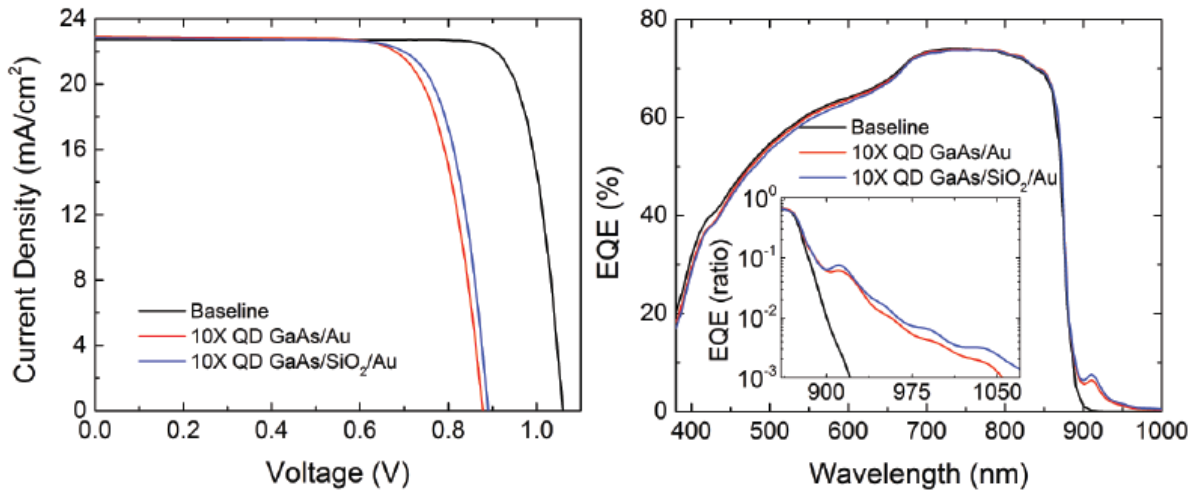 Current Density (mA/cm²)
24
20
16
12
8
4
0
Baseline
10X QD GaAs/Au
10X QD GaAs/SiO₂/Au
0.0 0.2 0.4 0.6 0.8 1.0
Voltage (V)
EQE (%)
80
60
40
20
0
Baseline
10X QD GaAs/Au
10X QD GaAs/SiO₂/Au
EQE (ratio)
10⁰
10⁻¹
10⁻²
10⁻³
900 975 1050
400 500 600 700 800 900 1000
Wavelength (nm)